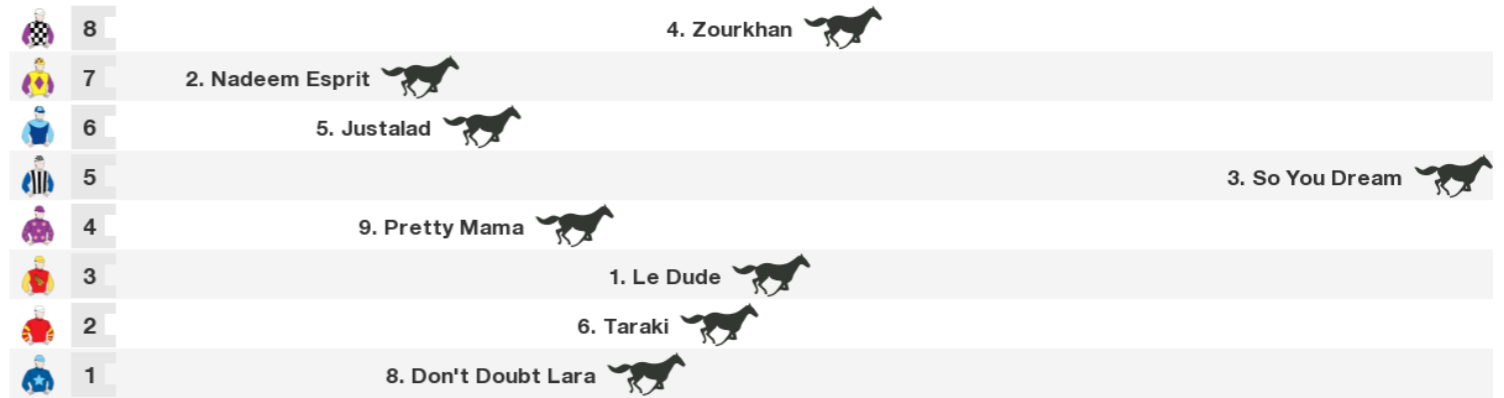 8 4. Zourkhan
7 2. Nadeem Esprit
6 5. Justalad
5 3. So You Dream
4 9. Pretty Mama
3 1. Le Dude
2 6. Taraki
1 8. Don't Doubt Lara